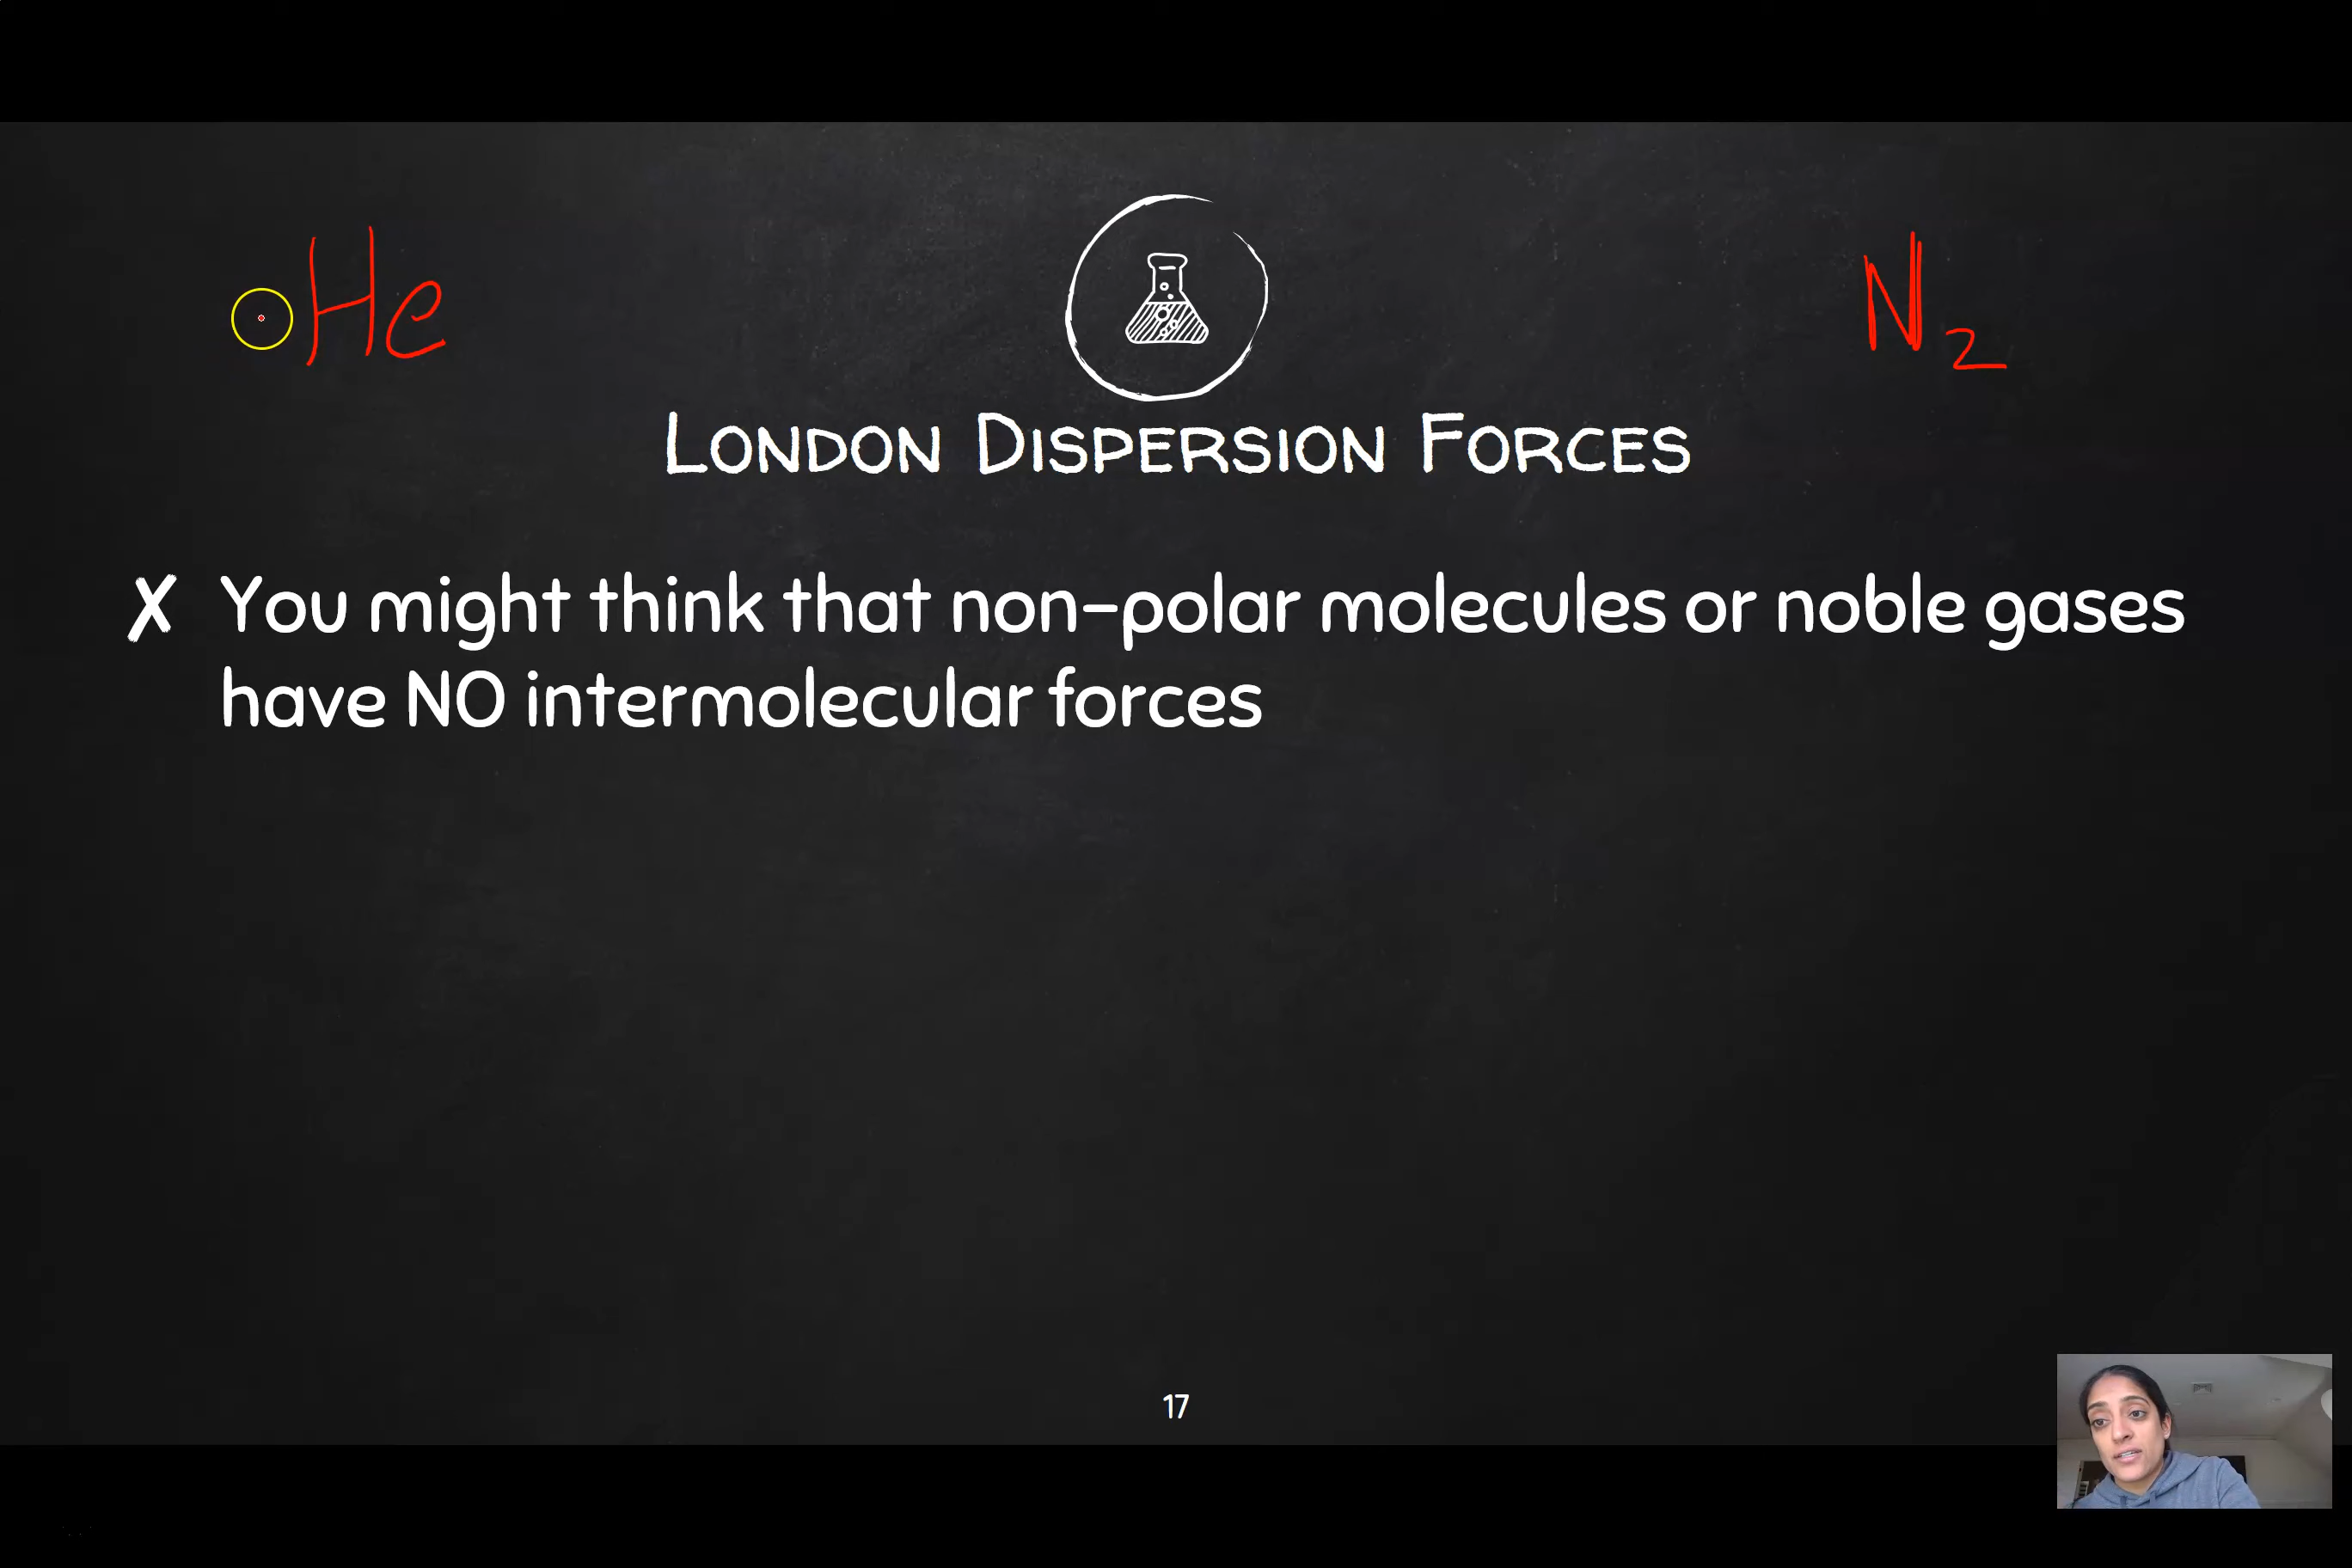 He
N₂
London Dispersion Forces
✗ You might think that non-polar molecules or noble gases
have NO intermolecular forces
17